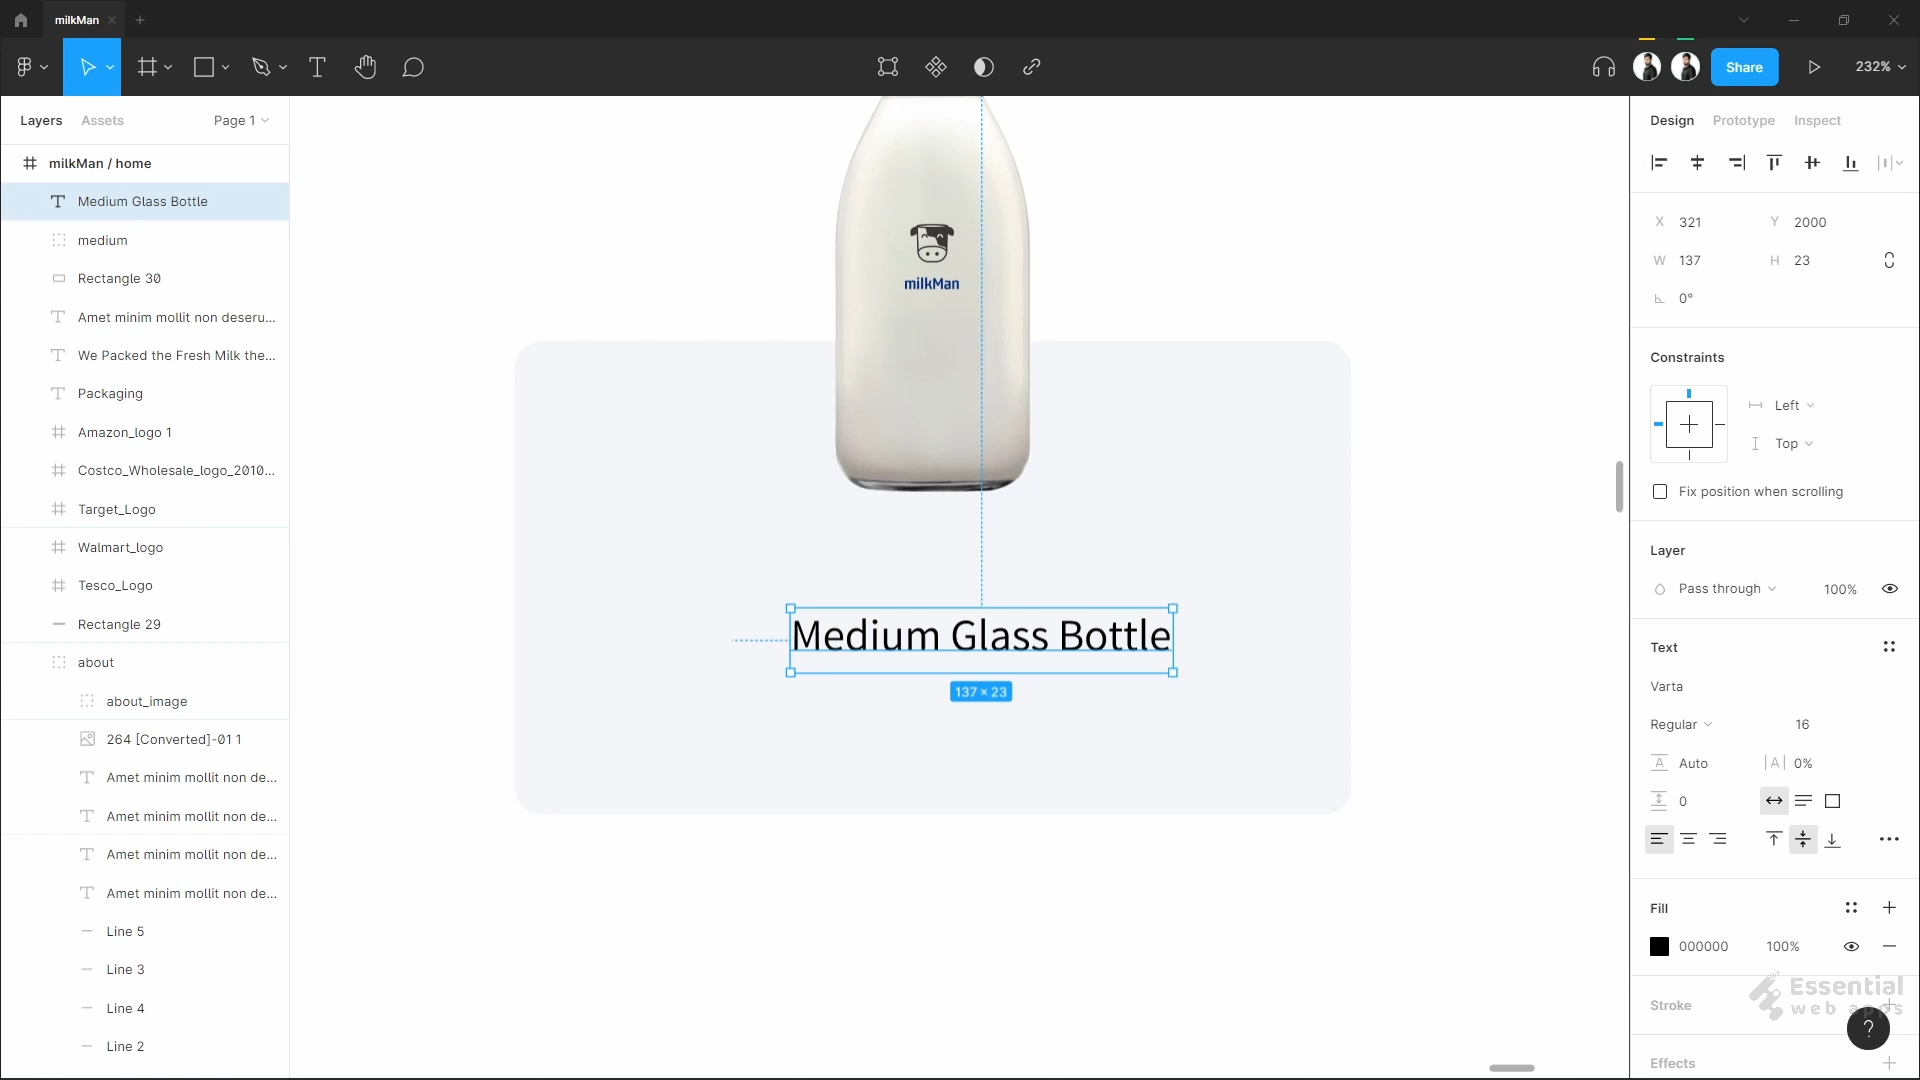 milkMan
232%
Share
Layers
Assets
Page 1
milkMan / home
Medium Glass Bottle
medium
Rectangle 30
Amet minim mollit non deseru...
We Packed the Fresh Milk the...
Packaging
Amazon_logo 1
Costco_Wholesale_logo_2010...
Target_Logo
Walmart_logo
Tesco_Logo
Rectangle 29
about
about_image
264 [Converted]-01 1
Amet minim mollit non de...
Amet minim mollit non de...
Amet minim mollit non de...
Amet minim mollit non de...
Line 5
Line 3
Line 4
Line 2
milkMan
Medium Glass Bottle
137 × 23
Design
Prototype
Inspect
X 321
Y 2000
W 137
H 23
0°
Constraints
Left
Top
Fix position when scrolling
Layer
Pass through
100%
Text
Varta
Regular
16
A Auto
|A| 0%
0
Fill
000000
100%
Essential
web apps
Stroke
?
Effects